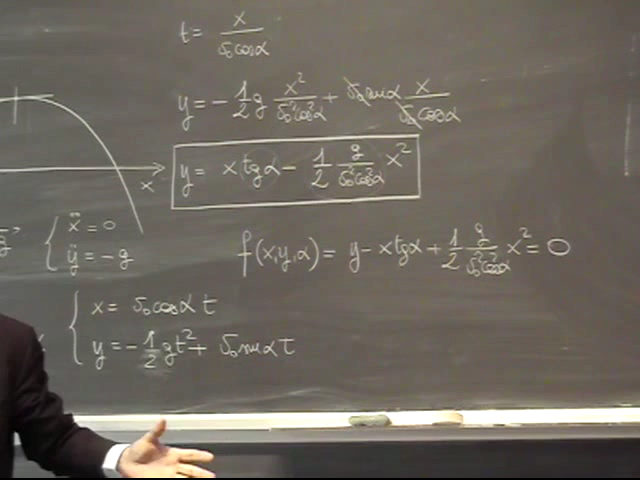 t = x / v₀cosα
y = - 1/2 g x² / v₀²cos²α + v₀sinα x / v₀cosα
y = x tgα - 1/2 g / v₀²cos²α x²
x
ẍ = 0
ÿ = -g
f(x,y,α) = y - x tgα + 1/2 g / v₀²cos²α x² = 0
x = v₀cosα t
y = - 1/2 gt² + v₀sinα t